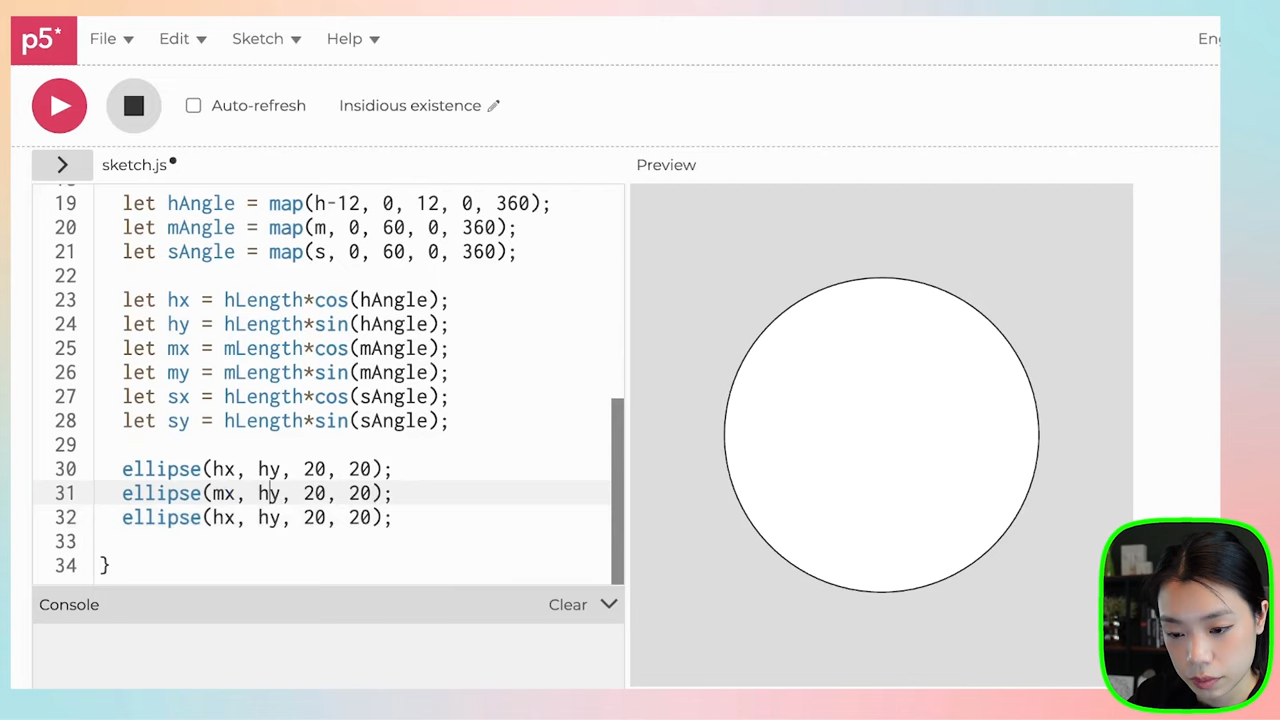 p5*
File
Edit
Sketch
Help
Eng
Auto-refresh
Insidious existence
sketch.js
Preview
19 let hAngle = map(h-12, 0, 12, 0, 360);
20 let mAngle = map(m, 0, 60, 0, 360);
21 let sAngle = map(s, 0, 60, 0, 360);
22
23 let hx = hLength*cos(hAngle);
24 let hy = hLength*sin(hAngle);
25 let mx = mLength*cos(mAngle);
26 let my = mLength*sin(mAngle);
27 let sx = hLength*cos(sAngle);
28 let sy = hLength*sin(sAngle);
29
30 ellipse(hx, hy, 20, 20);
31 ellipse(mx, hy, 20, 20);
32 ellipse(hx, hy, 20, 20);
33
34 }
Console
Clear